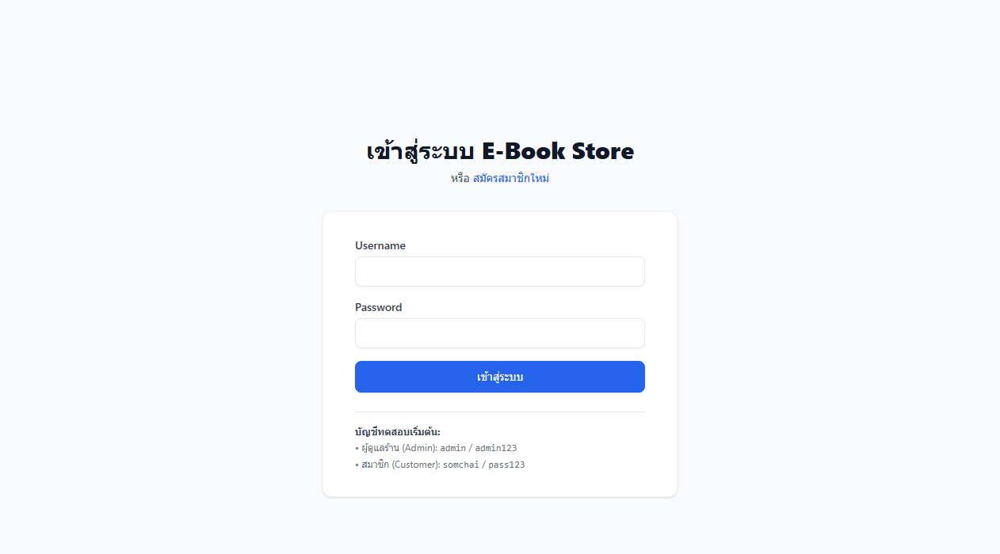 เข้าสู่ระบบ E-Book Store
หรือ สมัครสมาชิกใหม่
Username
Password
เข้าสู่ระบบ
บัญชีทดสอบเริ่มต้น:
• ผู้ดูแลร้าน (Admin): admin / admin123
• สมาชิก (Customer): somchai / pass123